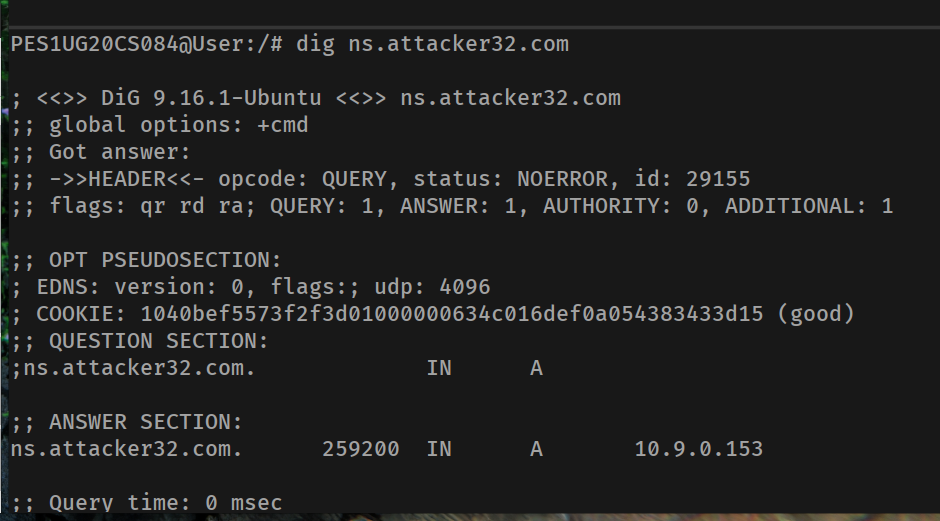 PES1UG20CS084@User:/# dig ns.attacker32.com
; <<>> DiG 9.16.1-Ubuntu <<>> ns.attacker32.com
;; global options: +cmd
;; Got answer:
;; ->>HEADER<<- opcode: QUERY, status: NOERROR, id: 29155
;; flags: qr rd ra; QUERY: 1, ANSWER: 1, AUTHORITY: 0, ADDITIONAL: 1
;; OPT PSEUDOSECTION:
; EDNS: version: 0, flags:; udp: 4096
; COOKIE: 1040bef5573f2f3d01000000634c016def0a054383433d15 (good)
;; QUESTION SECTION:
;ns.attacker32.com. IN A
;; ANSWER SECTION:
ns.attacker32.com. 259200 IN A 10.9.0.153
;; Query time: 0 msec